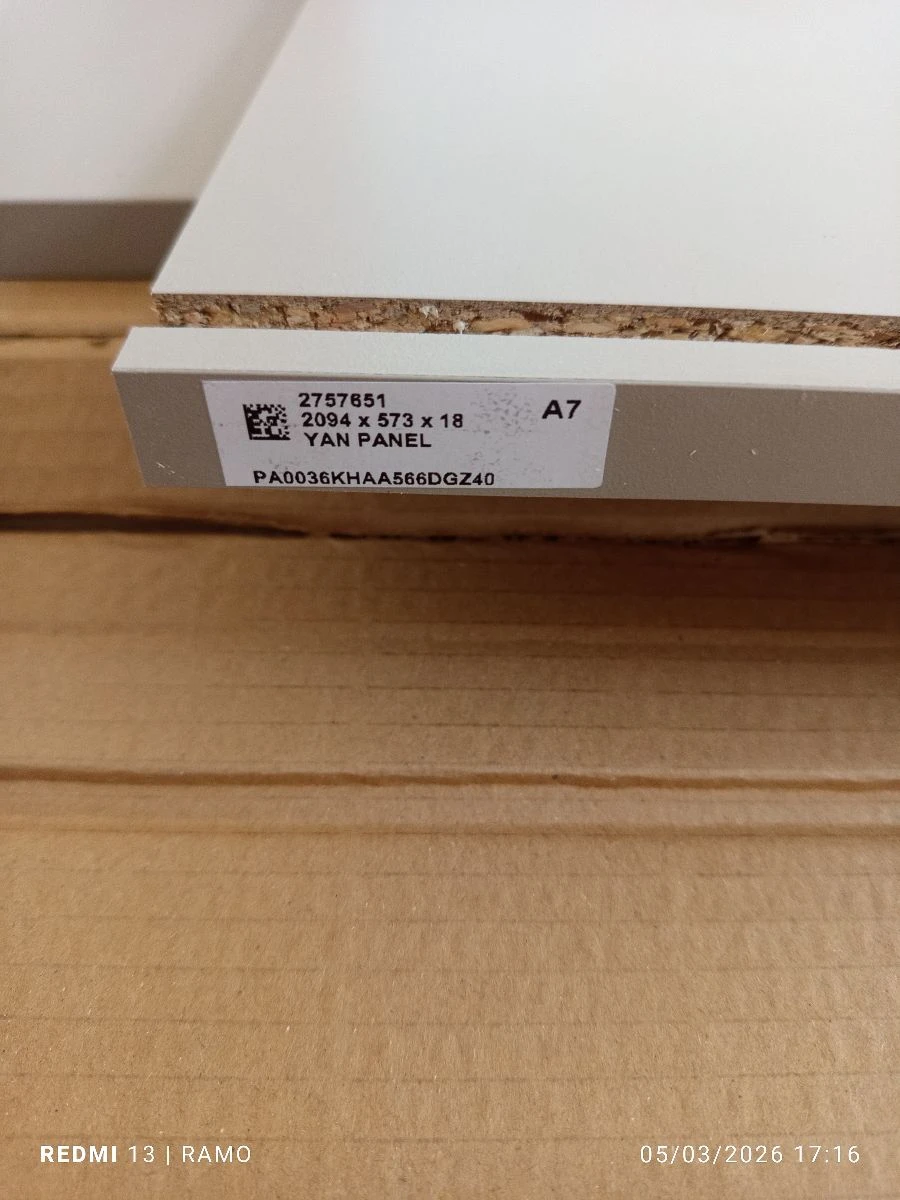 2757651
2094 x 573 x 18
A7
YAN PANEL
PA0036KHAA566DGZ40
REDMI 13 | RAMO
05/03/2026 17:16